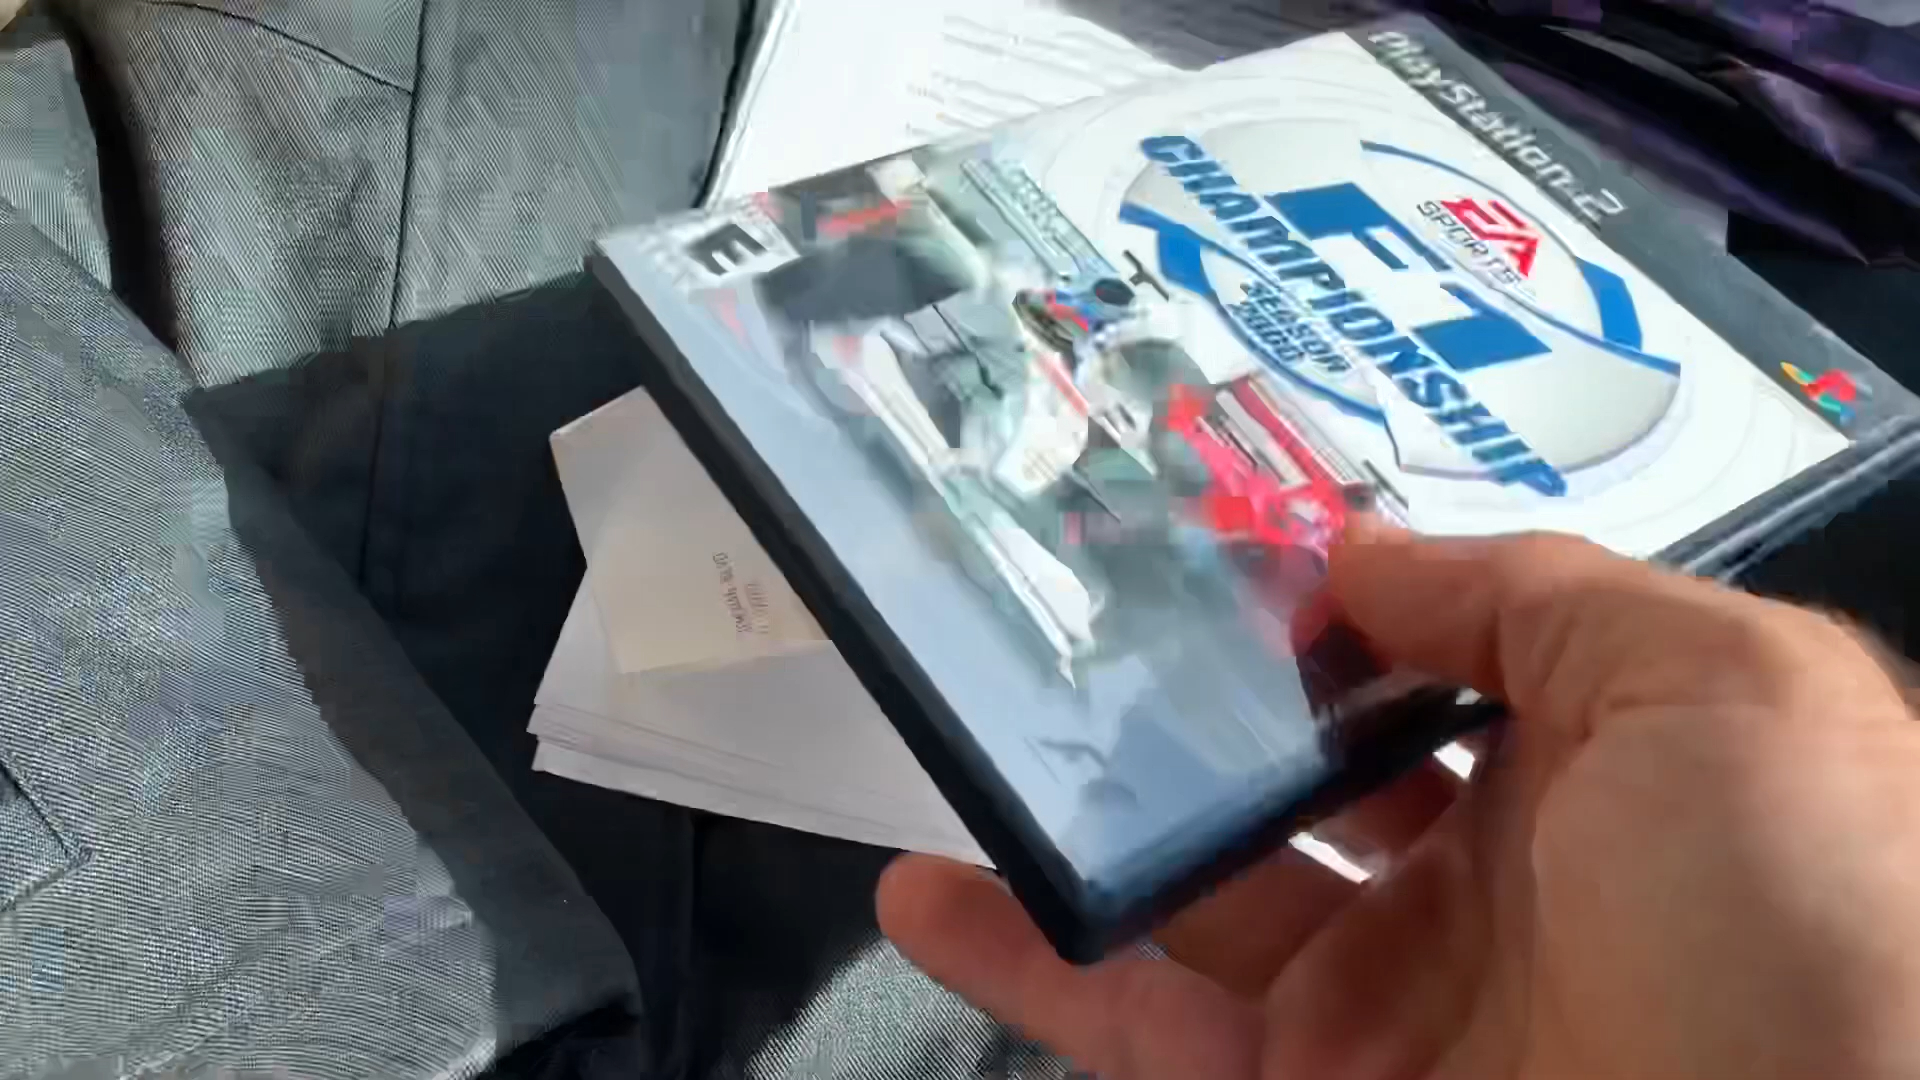 PlayStation 2
EA
SPORTS
F1
CHAMPIONSHIP
SEASON
2000
E